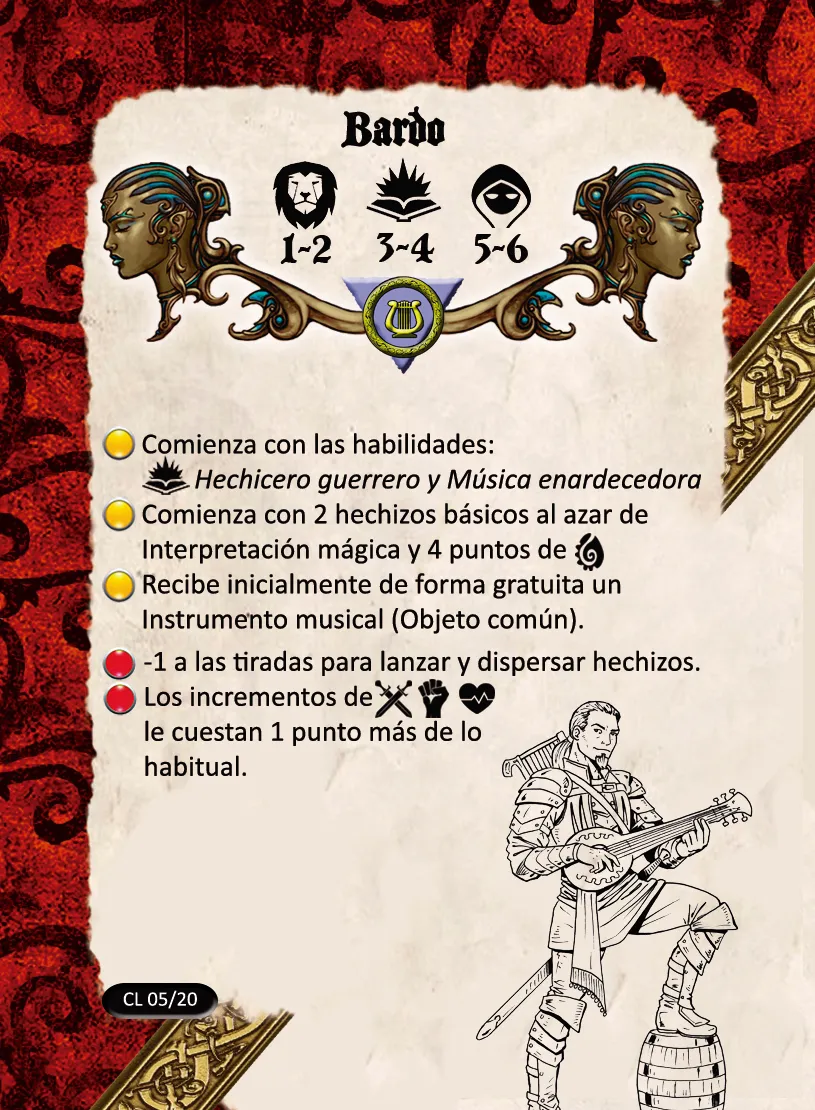 Bardo
1~2 3~4 5~6
Comienza con las habilidades:
Hechicero guerrero y Música enardecedora
Comienza con 2 hechizos básicos al azar de
Interpretación mágica y 4 puntos de
Recibe inicialmente de forma gratuita un
Instrumento musical (Objeto común).
-1 a las tiradas para lanzar y dispersar hechizos.
Los incrementos de
le cuestan 1 punto más de lo
habitual.
CL 05/20